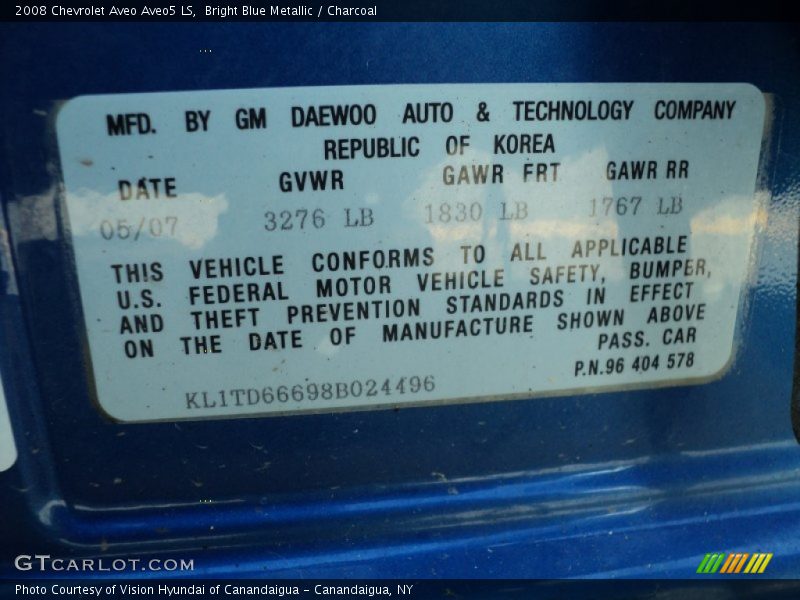 2008 Chevrolet Aveo Aveo5 LS,  Bright Blue Metallic / Charcoal
MFD. BY GM DAEWOO AUTO & TECHNOLOGY COMPANY
REPUBLIC OF KOREA
DATE GVWR GAWR FRT GAWR RR
05/07 3276 LB 1830 LB 1767 LB
THIS VEHICLE CONFORMS TO ALL APPLICABLE
U.S. FEDERAL MOTOR VEHICLE SAFETY, BUMPER,
AND THEFT PREVENTION STANDARDS IN EFFECT
ON THE DATE OF MANUFACTURE SHOWN ABOVE
PASS. CAR
P.N.96 404 578
KL1TD66698B024496
GTCARLOT.COM
Photo Courtesy of Vision Hyundai of Canandaigua - Canandaigua, NY